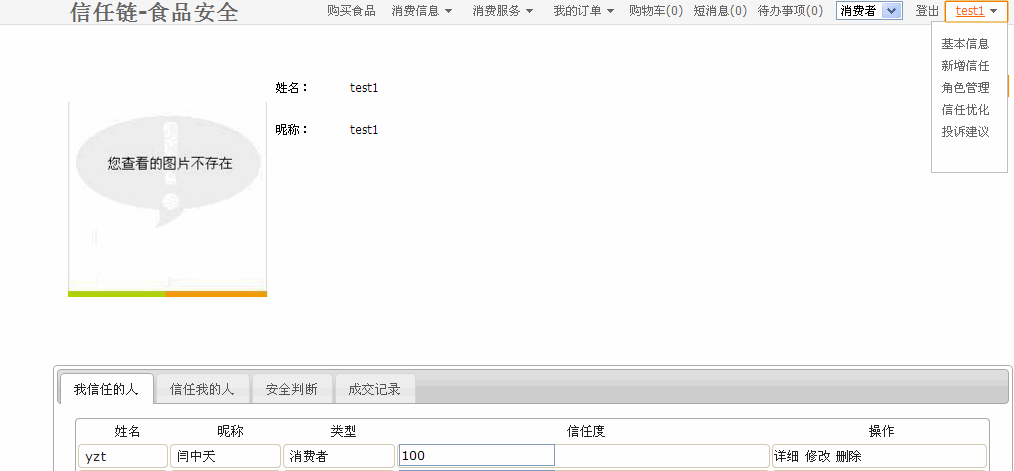 信任链-食品安全 购买食品 消费信息 消费服务 我的订单 购物车(0) 短消息(0) 待办事项(0) 消费者 登出 test1
基本信息
新增信任
角色管理
信任优化
投诉建议
姓名： test1
昵称： test1
您查看的图片不存在
我信任的人 信任我的人 安全判断 成交记录
姓名 昵称 类型 信任度 操作
yzt 闫中天 消费者 100 详细 修改 删除